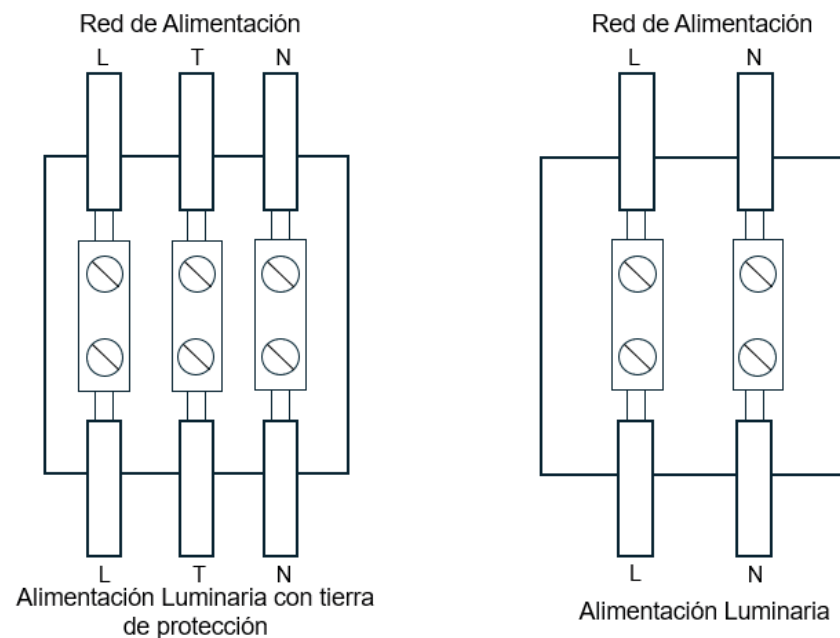 Red de Alimentación
L T N
L T N
Alimentación Luminaria con tierra
de protección
Red de Alimentación
L N
L N
Alimentación Luminaria